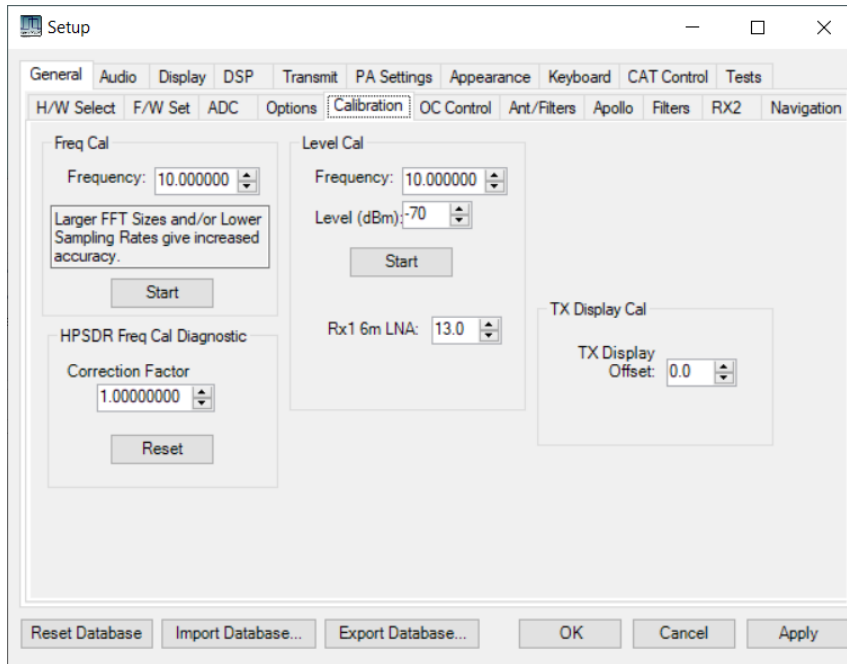 Setup
General Audio Display DSP Transmit PA Settings Appearance Keyboard CAT Control Tests
H/W Select F/W Set ADC Options Calibration OC Control Ant/Filters Apollo Filters RX2 Navigation
Freq Cal
Frequency: 10.000000
Larger FFT Sizes and/or Lower
Sampling Rates give increased
accuracy.
Start
HPSDR Freq Cal Diagnostic
Correction Factor
1.00000000
Reset
Level Cal
Frequency: 10.000000
Level (dBm): -70
Start
Rx1 6m LNA: 13.0
TX Display Cal
TX Display
Offset: 0.0
Reset Database Import Database... Export Database... OK Cancel Apply